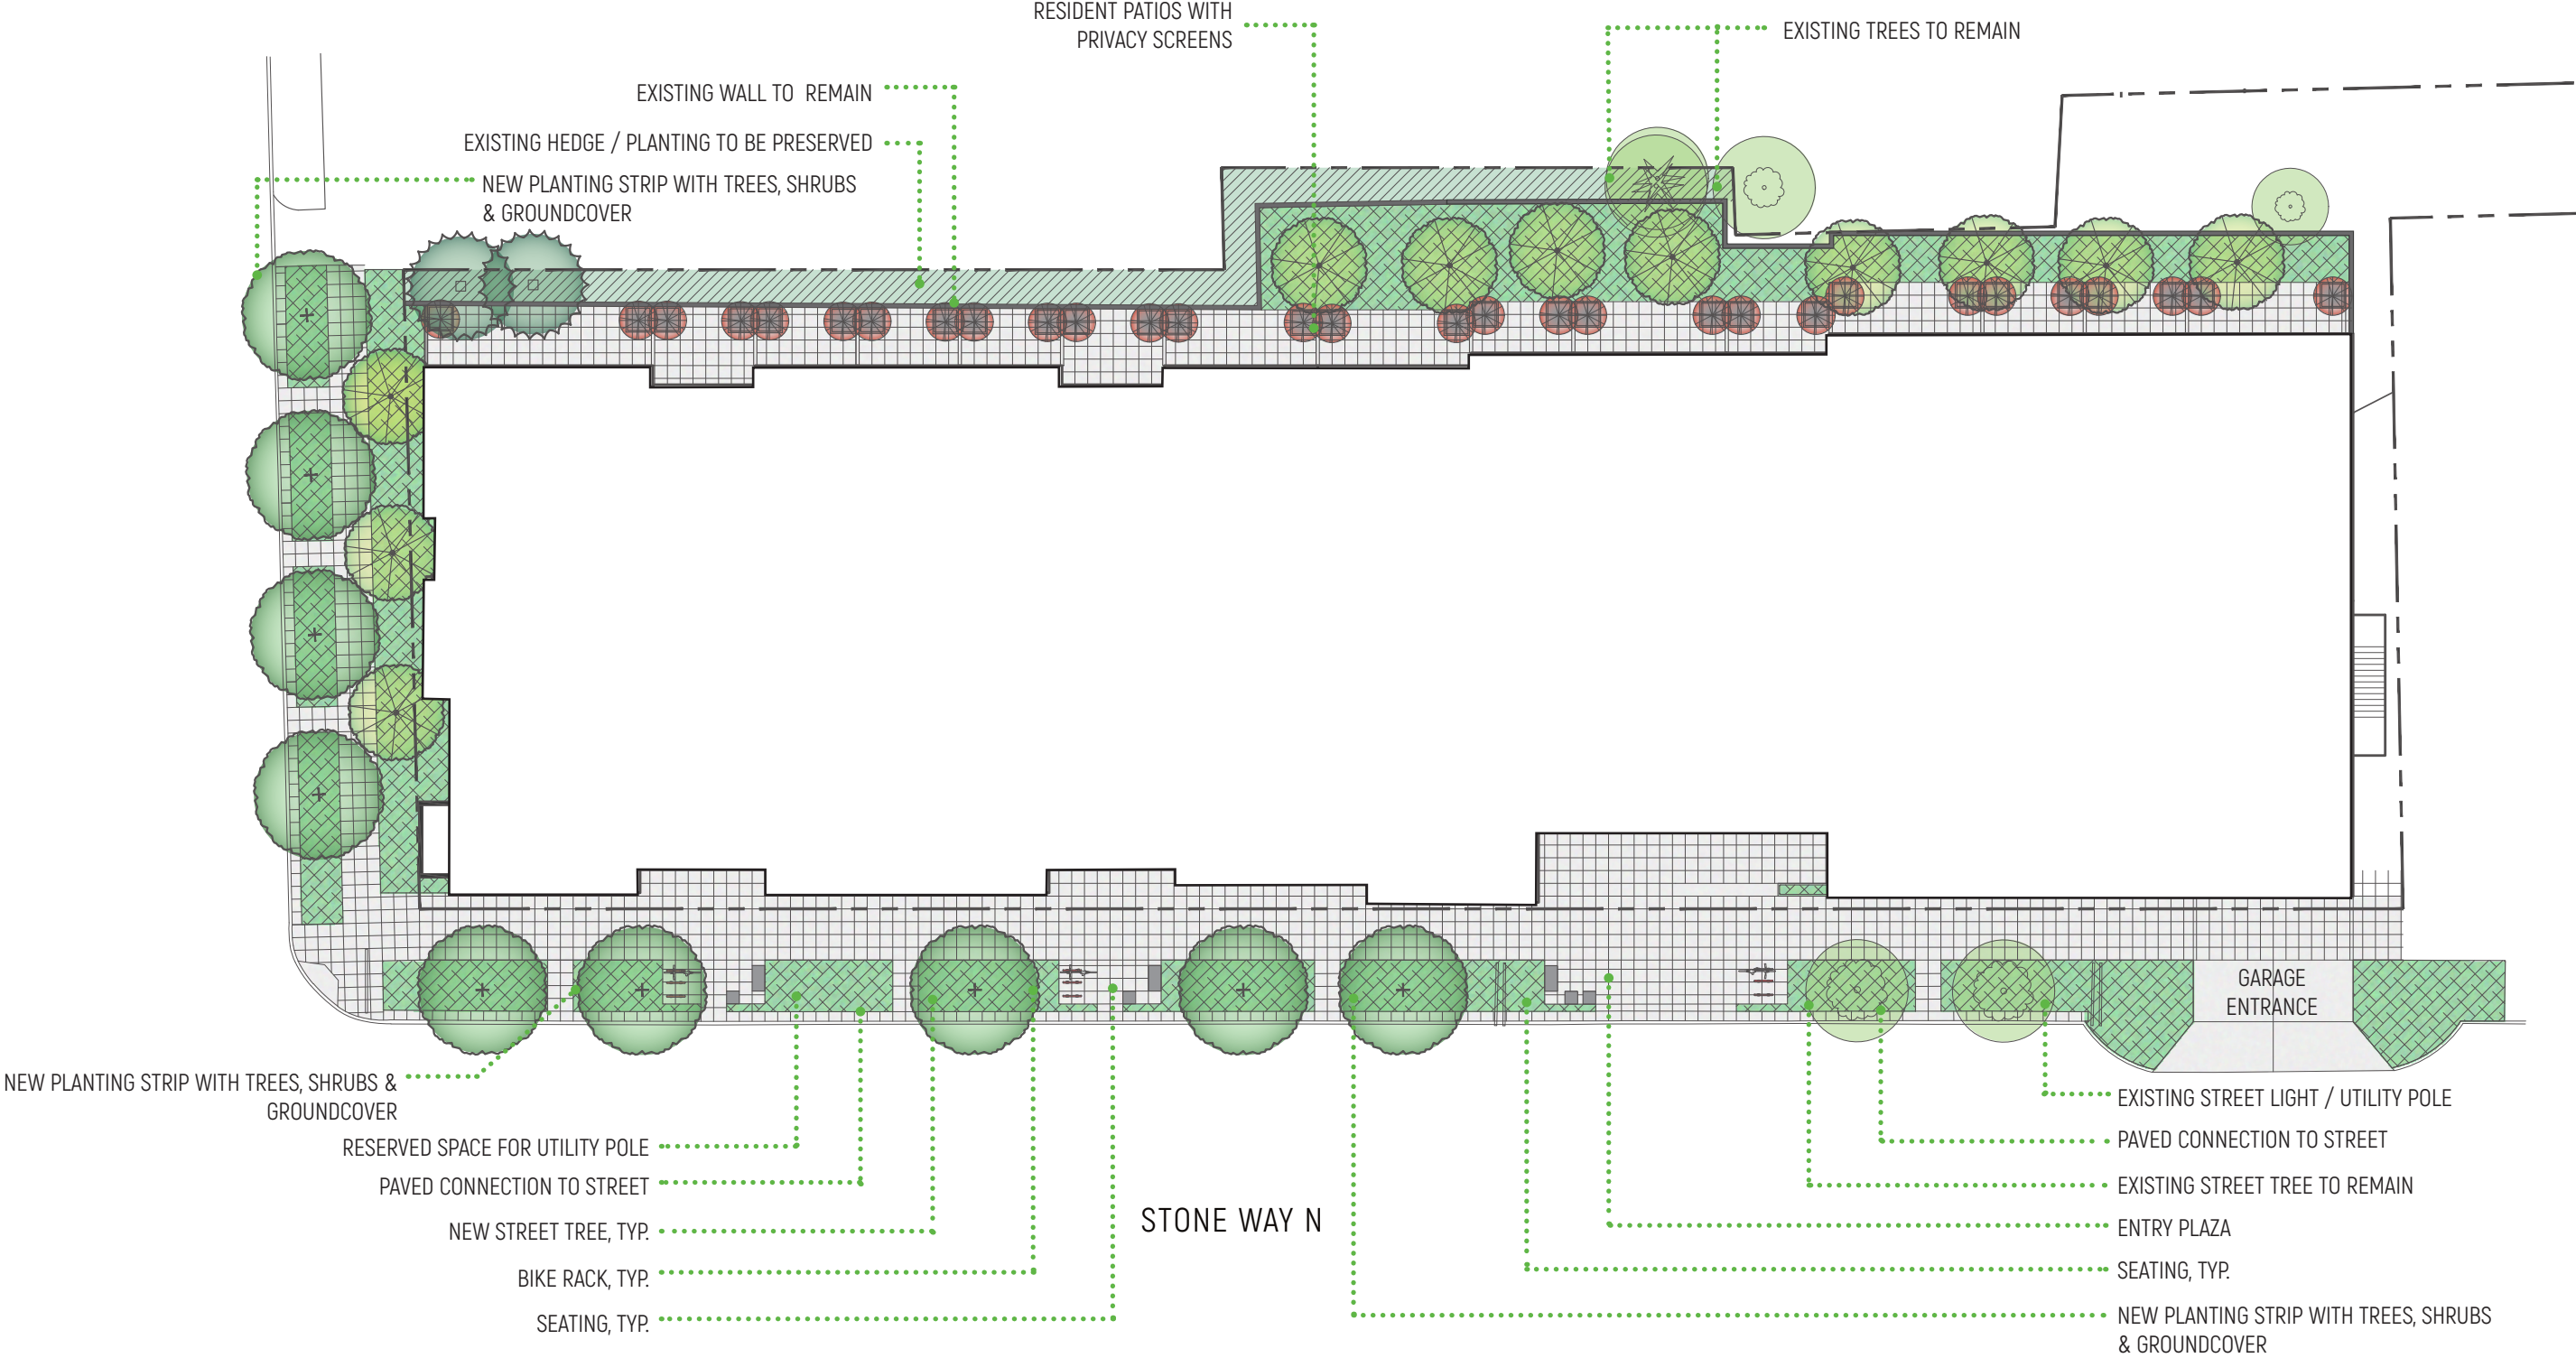 RESIDENT PATIOS WITH
PRIVACY SCREENS
EXISTING TREES TO REMAIN
EXISTING WALL TO REMAIN
EXISTING HEDGE / PLANTING TO BE PRESERVED
NEW PLANTING STRIP WITH TREES, SHRUBS
& GROUNDCOVER
GARAGE
ENTRANCE
NEW PLANTING STRIP WITH TREES, SHRUBS &
GROUNDCOVER
RESERVED SPACE FOR UTILITY POLE
PAVED CONNECTION TO STREET
NEW STREET TREE, TYP.
BIKE RACK, TYP.
SEATING, TYP.
STONE WAY N
EXISTING STREET LIGHT / UTILITY POLE
PAVED CONNECTION TO STREET
EXISTING STREET TREE TO REMAIN
ENTRY PLAZA
SEATING, TYP.
NEW PLANTING STRIP WITH TREES, SHRUBS
& GROUNDCOVER